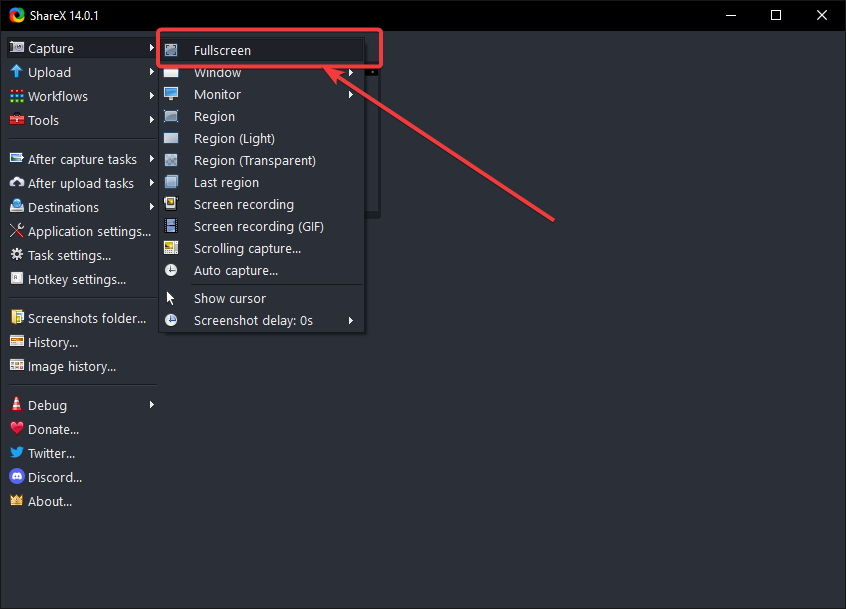 ShareX 14.0.1
Capture
Upload
Workflows
Tools
After capture tasks
After upload tasks
Destinations
Application settings...
Task settings...
Hotkey settings...
Screenshots folder...
History...
Image history...
Debug
Donate...
Twitter...
Discord...
About...
Fullscreen
Window
Monitor
Region
Region (Light)
Region (Transparent)
Last region
Screen recording
Screen recording (GIF)
Scrolling capture...
Auto capture...
Show cursor
Screenshot delay: 0s